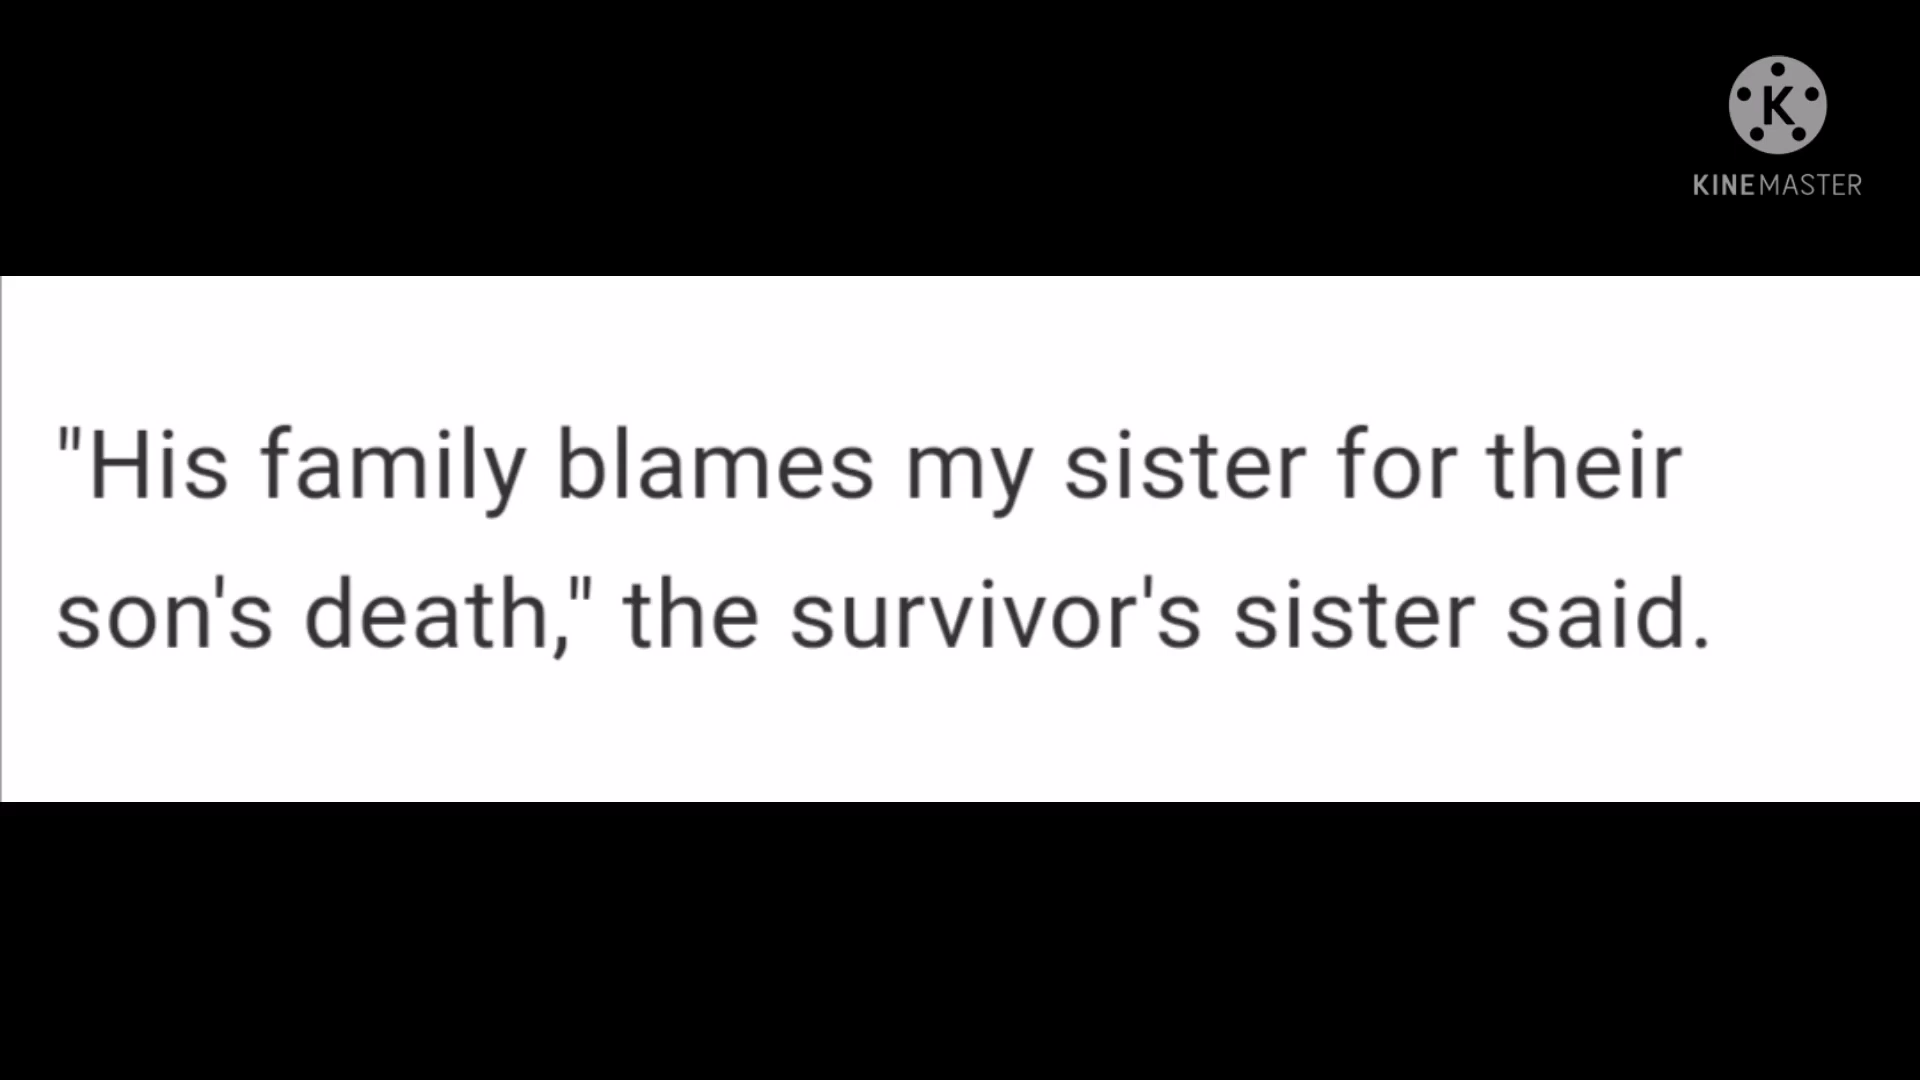 K
KINEMASTER
"His family blames my sister for their
son's death," the survivor's sister said.